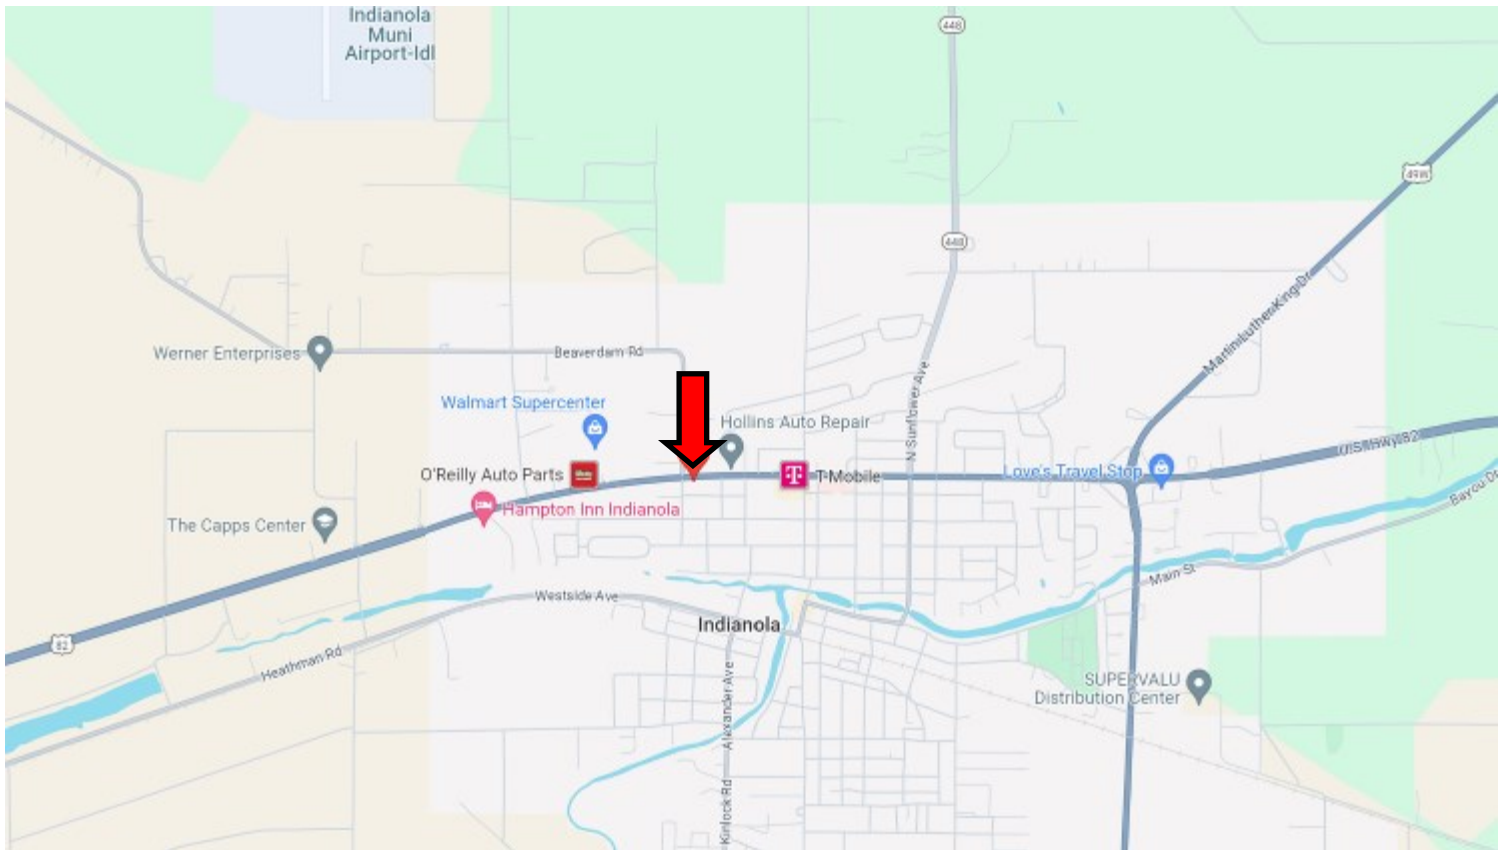 Indianola
Muni
Airport-Idl
448
49W
448
Martin Luther King Dr
Werner Enterprises
Beaverdam Rd
N Sunflower Ave
Walmart Supercenter
Hollins Auto Repair
U.S. Hwy 82
O'Reilly Auto Parts
T-Mobile
Love's Travel Stop
Hampton Inn Indianola
Bayou Dr
The Capps Center
Main St
Westside Ave
Indianola
82
Heathman Rd
SUPERVALU
Distribution Center
Alexander Ave
Kinlock Rd